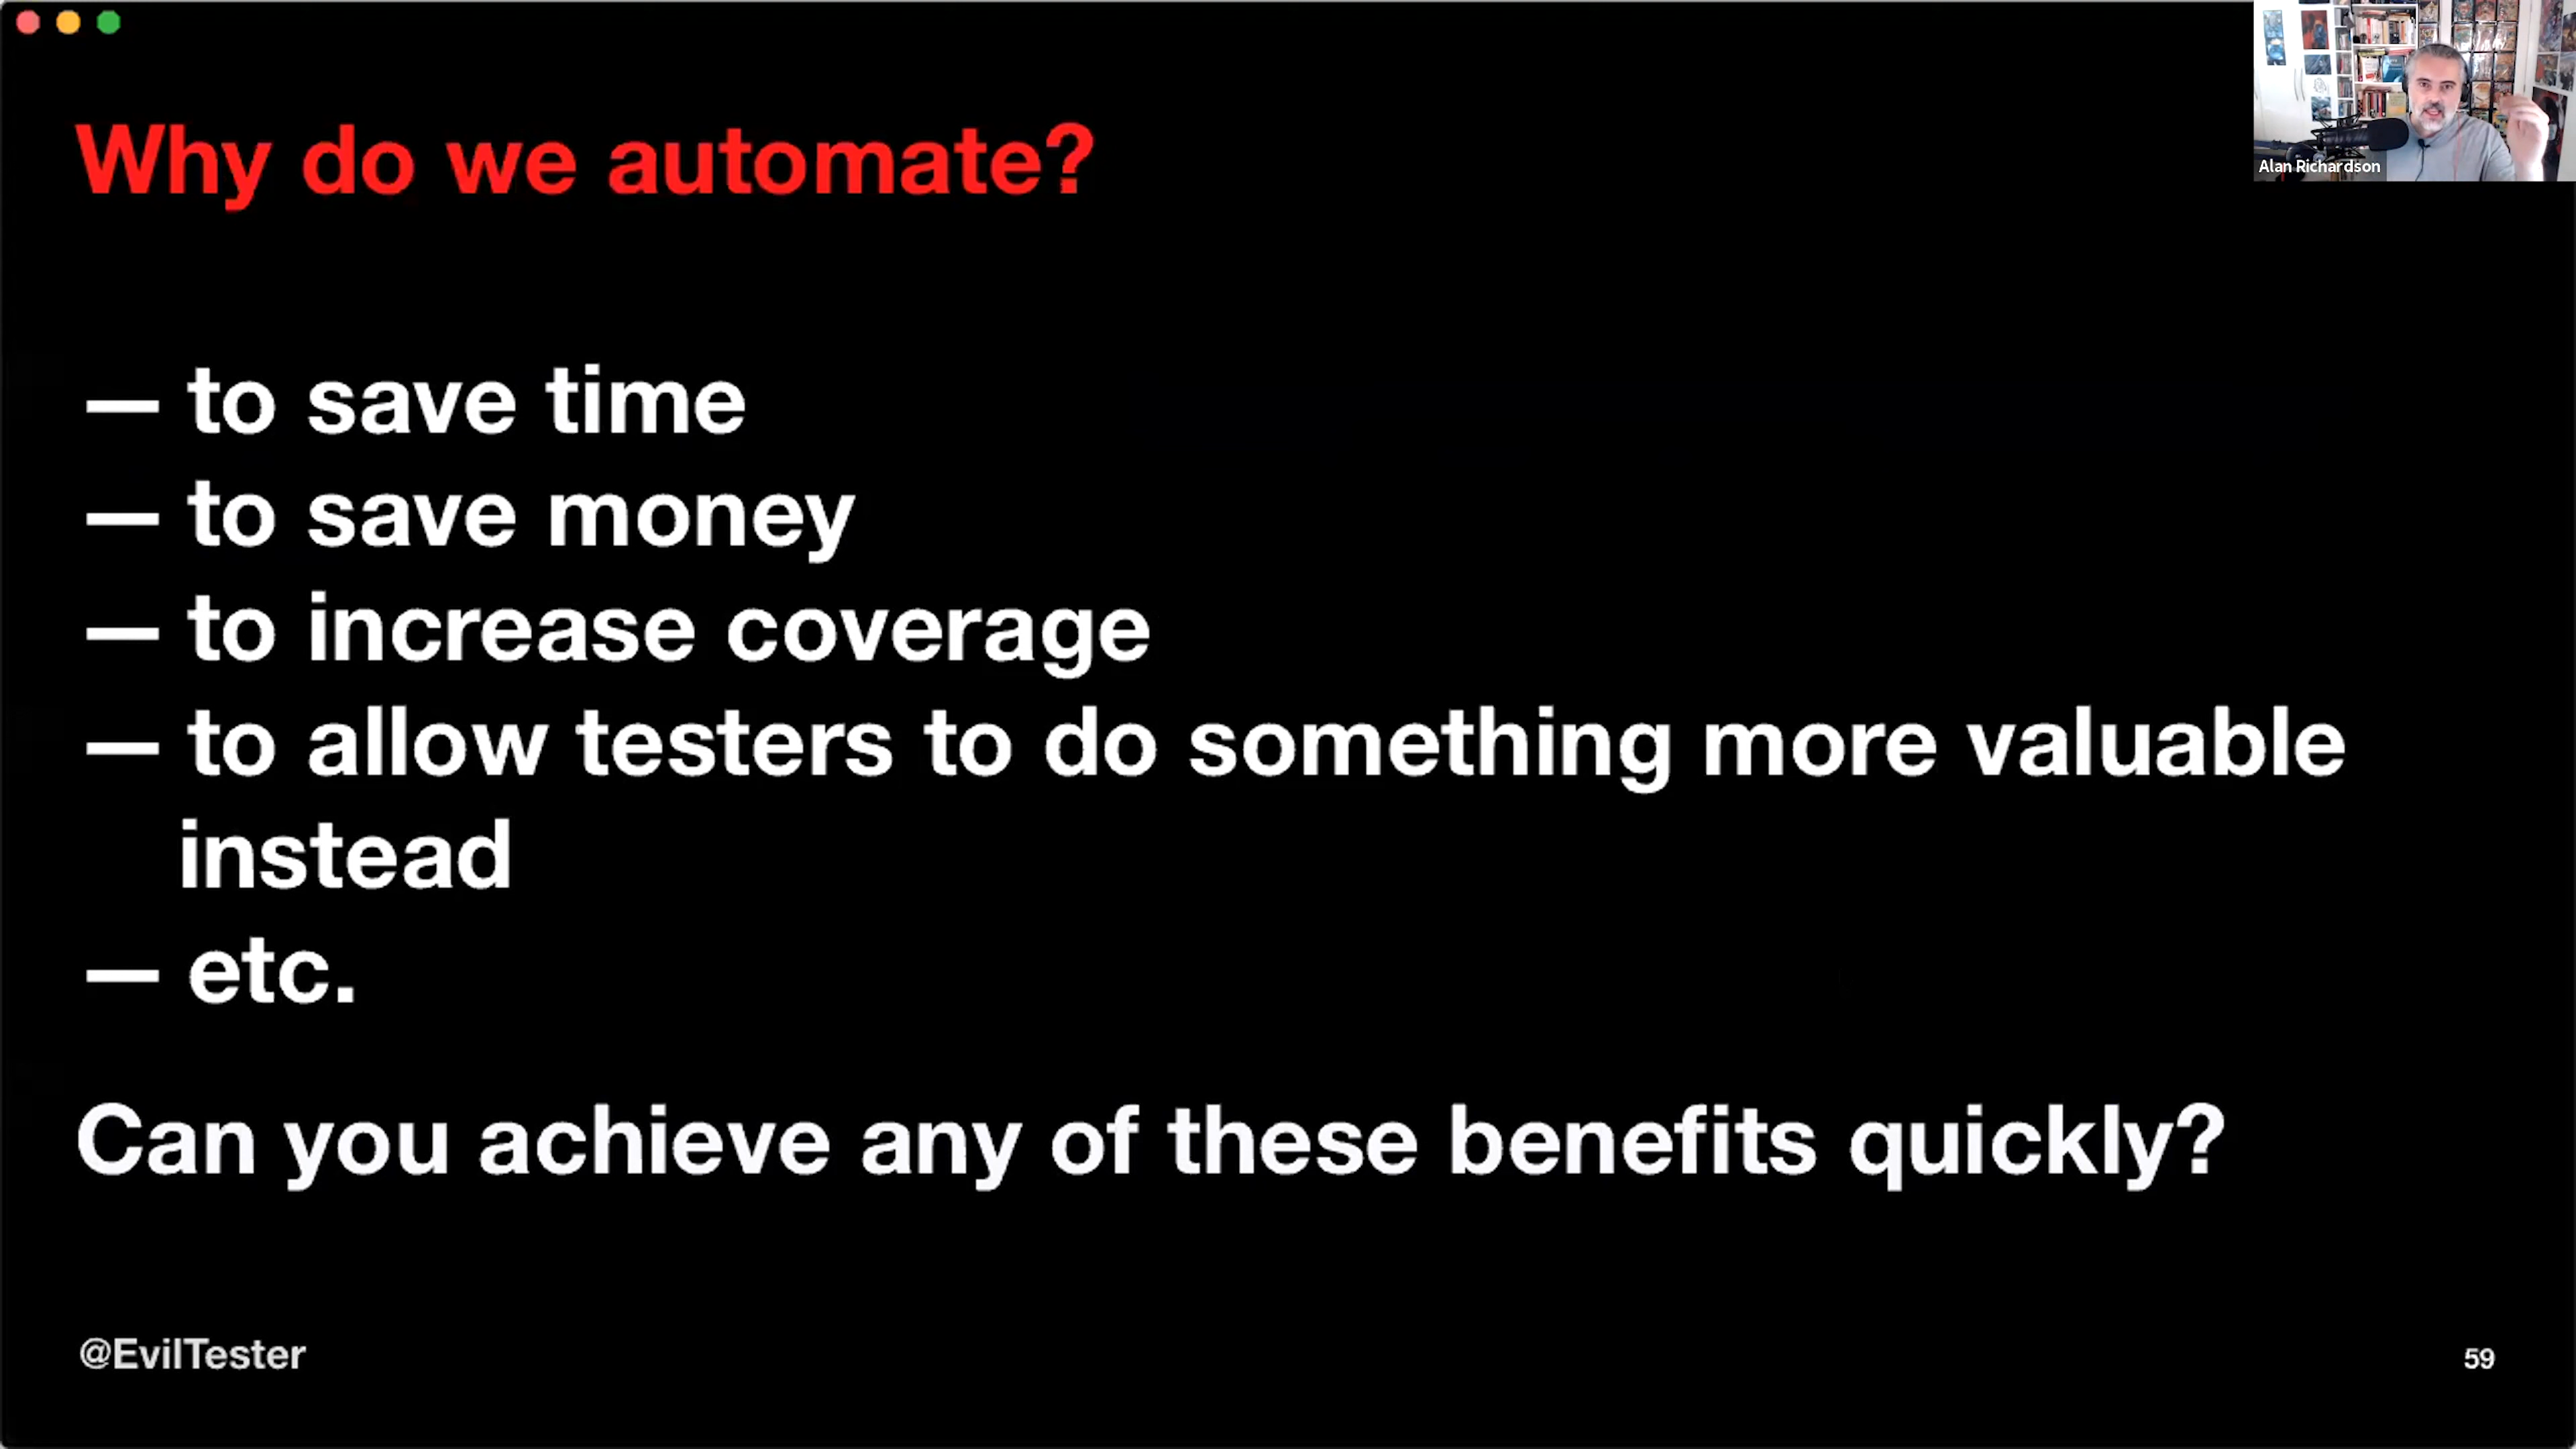 Alan Richardson
Why do we automate?
— to save time
— to save money
— to increase coverage
— to allow testers to do something more valuable
instead
— etc.
Can you achieve any of these benefits quickly?
@EvilTester
59